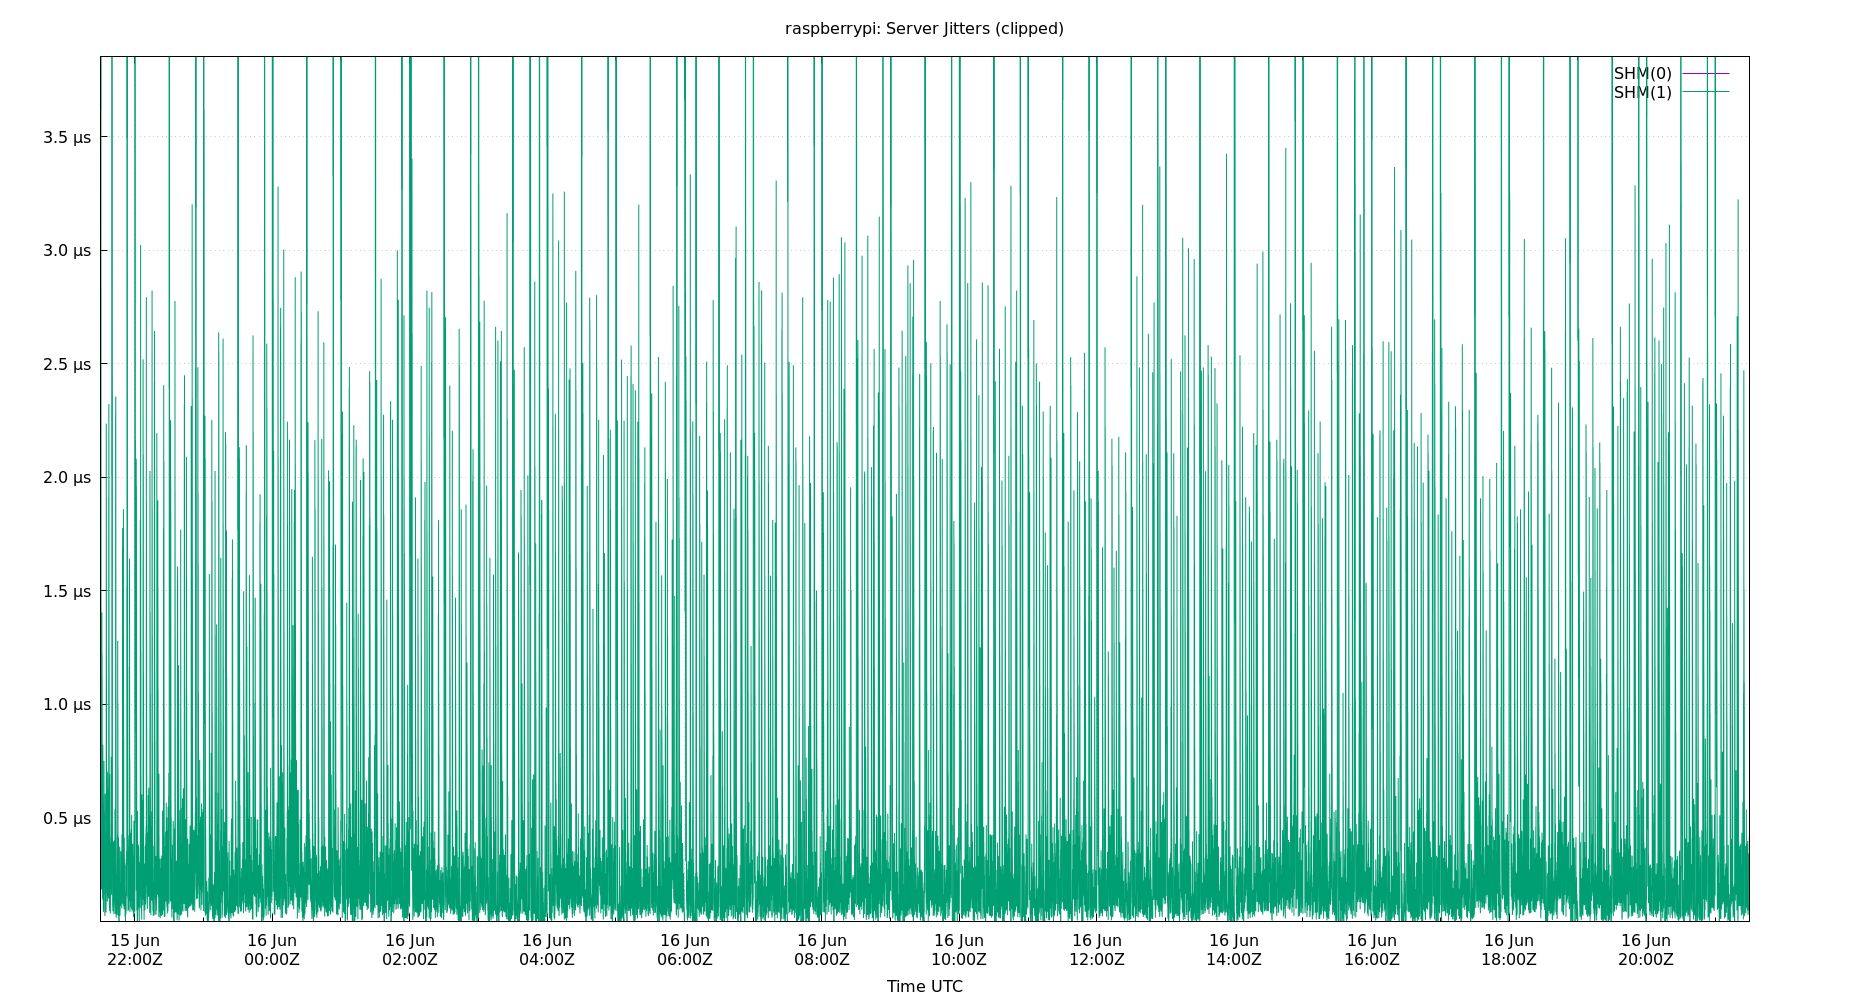 raspberrypi: Server Jitters (clipped)
SHM(0)
SHM(1)
3.5 µs
3.0 µs
2.5 µs
2.0 µs
1.5 µs
1.0 µs
0.5 µs
15 Jun 16 Jun 16 Jun 16 Jun 16 Jun 16 Jun 16 Jun 16 Jun 16 Jun 16 Jun 16 Jun 16 Jun
22:00Z 00:00Z 02:00Z 04:00Z 06:00Z 08:00Z 10:00Z 12:00Z 14:00Z 16:00Z 18:00Z 20:00Z
Time UTC